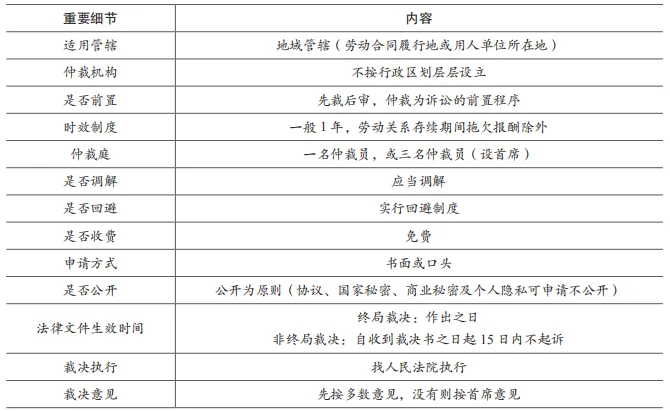 重要细节 内容
适用管辖 地域管辖（劳动合同履行地或用人单位所在地）
仲裁机构 不按行政区划层层设立
是否前置 先裁后审，仲裁为诉讼的前置程序
时效制度 一般1年，劳动关系存续期间拖欠报酬除外
仲裁庭 一名仲裁员，或三名仲裁员（设首席）
是否调解 应当调解
是否回避 实行回避制度
是否收费 免费
申请方式 书面或口头
是否公开 公开为原则（协议、国家秘密、商业秘密及个人隐私可申请不公开）
法律文件生效时间 终局裁决：作出之日
非终局裁决：自收到裁决书之日起15日内不起诉
裁决执行 找人民法院执行
裁决意见 先按多数意见，没有则按首席意见